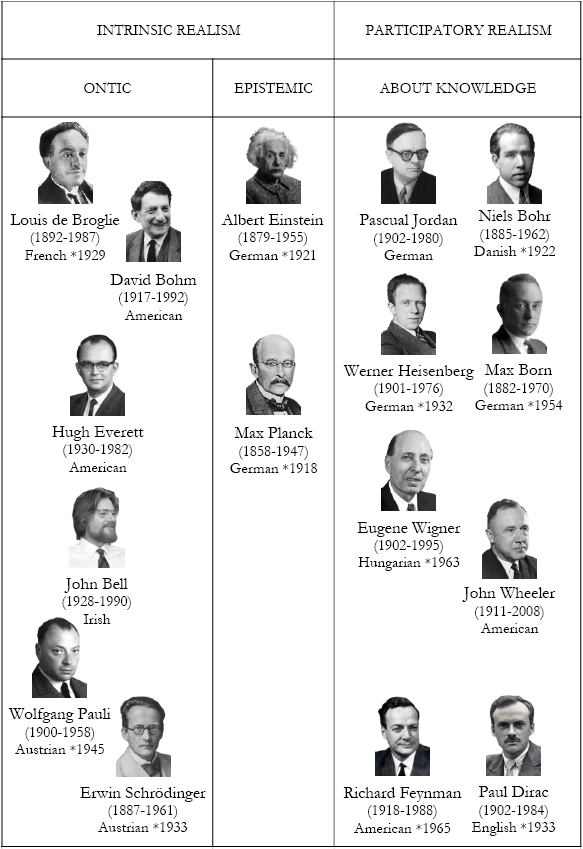 INTRINSIC REALISM
PARTICIPATORY REALISM
ONTIC
EPISTEMIC
ABOUT KNOWLEDGE
Louis de Broglie
(1892-1987)
French *1929
David Bohm
(1917-1992)
American
Hugh Everett
(1930-1982)
American
John Bell
(1928-1990)
Irish
Wolfgang Pauli
(1900-1958)
Austrian *1945
Erwin Schrödinger
(1887-1961)
Austrian *1933
Albert Einstein
(1879-1955)
German *1921
Max Planck
(1858-1947)
German *1918
Pascual Jordan
(1902-1980)
German
Niels Bohr
(1885-1962)
Danish *1922
Werner Heisenberg
(1901-1976)
German *1932
Max Born
(1882-1970)
German *1954
Eugene Wigner
(1902-1995)
Hungarian *1963
John Wheeler
(1911-2008)
American
Richard Feynman
(1918-1988)
American *1965
Paul Dirac
(1902-1984)
English *1933